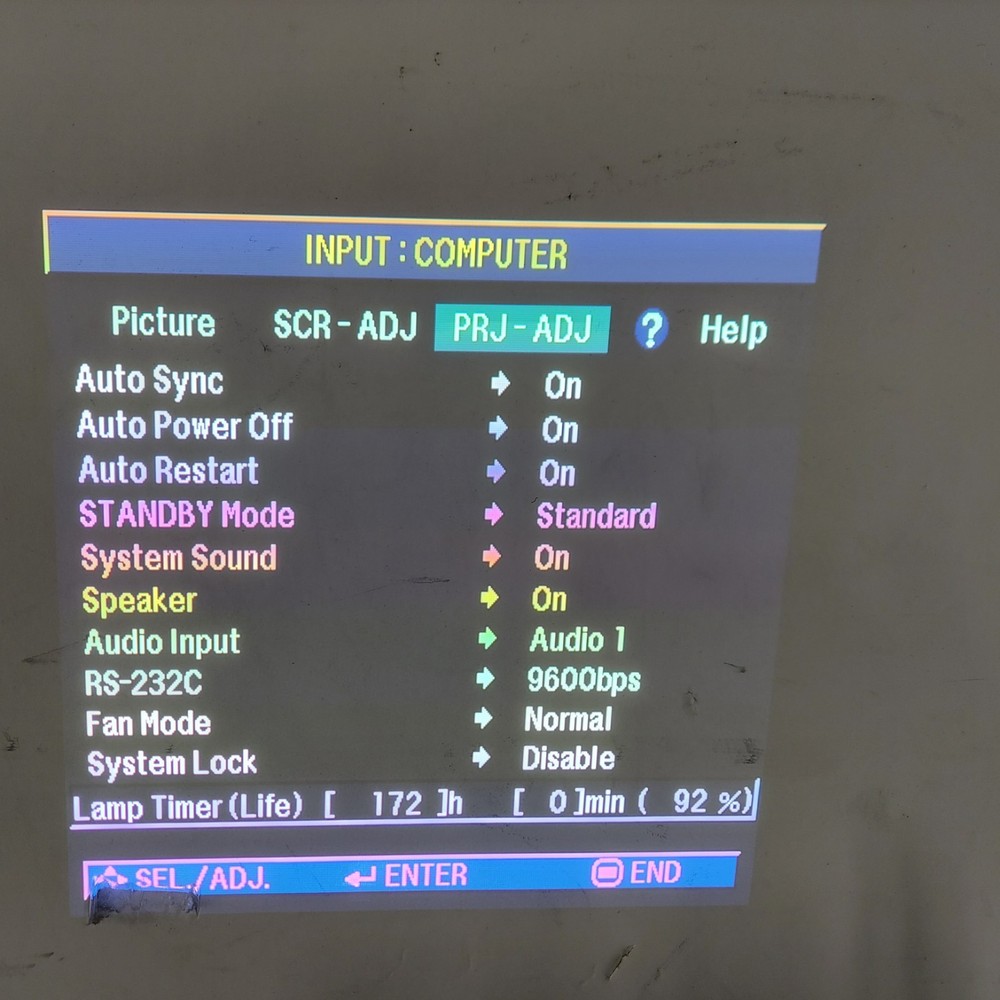 INPUT : COMPUTER
Picture SCR - ADJ PRJ - ADJ ? Help
Auto Sync On
Auto Power Off On
Auto Restart On
STANDBY Mode Standard
System Sound On
Speaker On
Audio Input Audio 1
RS-232C 9600bps
Fan Mode Normal
System Lock Disable
Lamp Timer (Life) [ 172 ]h [ 0 ]min ( 92 %)
SEL./ADJ. ENTER END